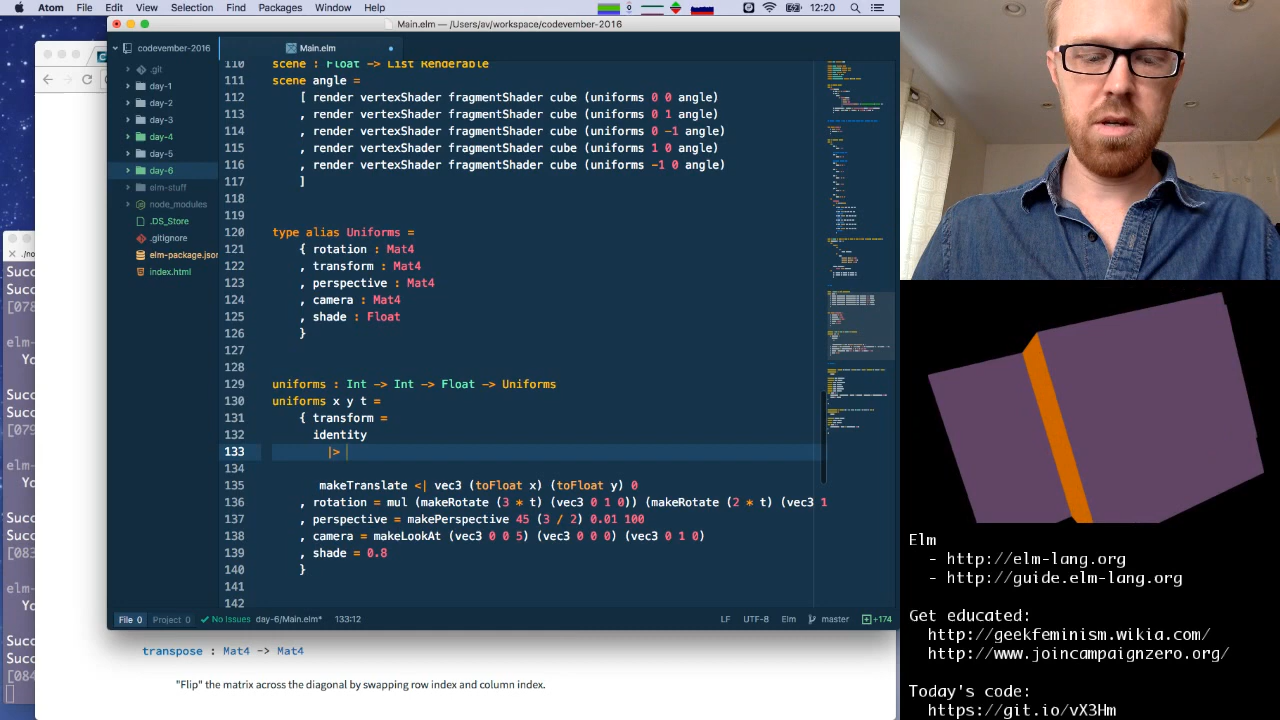 Atom File Edit View Selection Find Packages Window Help 12:20
Main.elm — /Users/av/workspace/codevember-2016
codevember-2016
Main.elm
.git
day-1
day-2
day-3
day-4
day-5
day-6
elm-stuff
node_modules
.DS_Store
.gitignore
elm-package.json
index.html
110 scene : Float -> List Renderable
111 scene angle =
112 [ render vertexShader fragmentShader cube (uniforms 0 0 angle)
113 , render vertexShader fragmentShader cube (uniforms 0 1 angle)
114 , render vertexShader fragmentShader cube (uniforms 0 -1 angle)
115 , render vertexShader fragmentShader cube (uniforms 1 0 angle)
116 , render vertexShader fragmentShader cube (uniforms -1 0 angle)
117 ]
118
119
120 type alias Uniforms =
121 { rotation : Mat4
122 , transform : Mat4
123 , perspective : Mat4
124 , camera : Mat4
125 , shade : Float
126 }
127
128
129 uniforms : Int -> Int -> Float -> Uniforms
130 uniforms x y t =
131 { transform =
132 identity
133 |>
134
135 makeTranslate <| vec3 (toFloat x) (toFloat y) 0
136 , rotation = mul (makeRotate (3 * t) (vec3 0 1 0)) (makeRotate (2 * t) (vec3 1
137 , perspective = makePerspective 45 (3 / 2) 0.01 100
138 , camera = makeLookAt (vec3 0 0 5) (vec3 0 0 0) (vec3 0 1 0)
139 , shade = 0.8
140 }
141
142
File 0 Project 0 No Issues day-6/Main.elm* 133:12 LF UTF-8 Elm master +174
transpose : Mat4 -> Mat4
"Flip" the matrix across the diagonal by swapping row index and column index.
Elm
- http://elm-lang.org
- http://guide.elm-lang.org
Get educated:
http://geekfeminism.wikia.com/
http://www.joincampaignzero.org/
Today's code:
https://git.io/vX3Hm